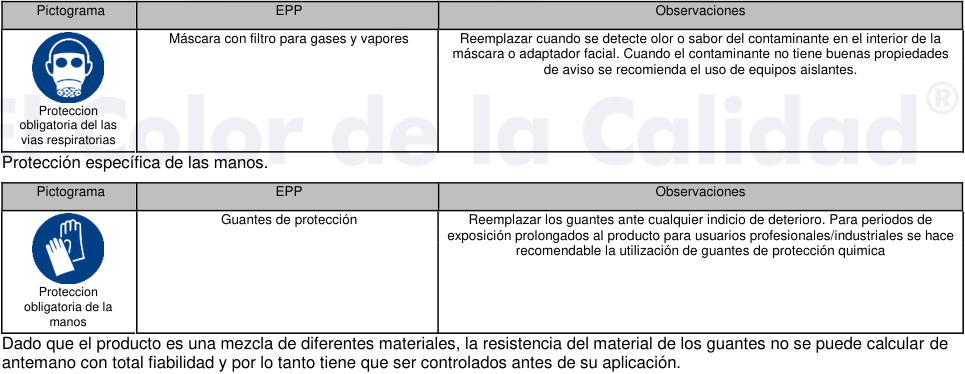 Pictograma EPP Observaciones
Máscara con filtro para gases y vapores
Reemplazar cuando se detecte olor o sabor del contaminante en el interior de la
máscara o adaptador facial. Cuando el contaminante no tiene buenas propiedades
de aviso se recomienda el uso de equipos aislantes.
Proteccion
obligatoria del las
vias respiratorias
El Color de la Calidad®
Protección específica de las manos.
Pictograma EPP Observaciones
Guantes de protección
Reemplazar los guantes ante cualquier indicio de deterioro. Para periodos de
exposición prolongados al producto para usuarios profesionales/industriales se hace
recomendable la utilización de guantes de protección quimica
Proteccion
obligatoria de la
manos
Dado que el producto es una mezcla de diferentes materiales, la resistencia del material de los guantes no se puede calcular de
antemano con total fiabilidad y por lo tanto tiene que ser controlados antes de su aplicación.